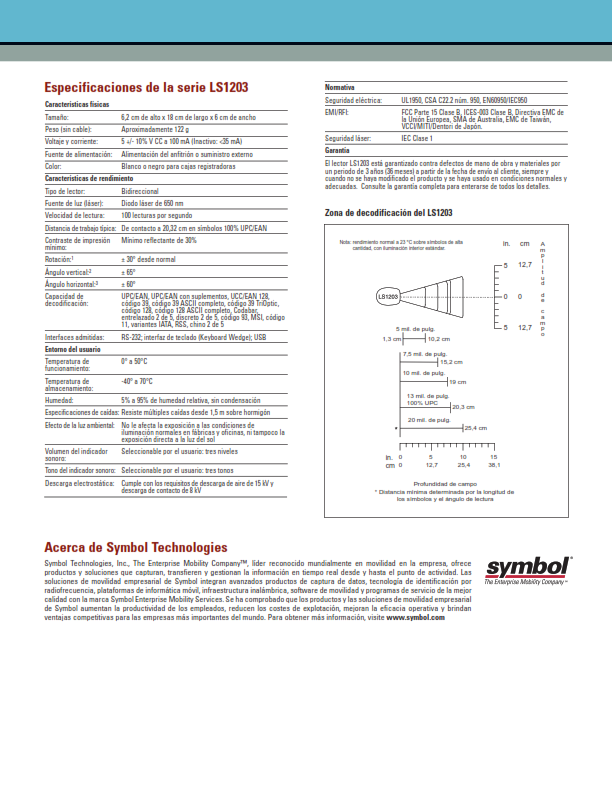 Especificaciones de la serie LS1203
Características físicas
Tamaño: 6,2 cm de alto x 18 cm de largo x 6 cm de ancho
Peso (sin cable): Aproximadamente 122 g
Voltaje y corriente: 5 +/- 10% V CC a 100 mA (Inactivo: <35 mA)
Fuente de alimentación: Alimentación del anfitrión o suministro externo
Color: Blanco o negro para cajas registradoras
Características de rendimiento
Tipo de lector: Bidireccional
Fuente de luz (láser): Diodo láser de 650 nm
Velocidad de lectura: 100 lecturas por segundo
Distancia de trabajo típica: De contacto a 20,32 cm en símbolos 100% UPC/EAN
Contraste de impresión Mínimo reflectante de 30%
mínimo:
Rotación:¹ ± 30° desde normal
Ángulo vertical:² ± 65°
Ángulo horizontal:³ ± 60°
Capacidad de UPC/EAN, UPC/EAN con suplementos, UCC/EAN 128,
decodificación: código 39, código 39 ASCII completo, código 39 TriOptic,
código 128, código 128 ASCII completo, Codabar,
entrelazado 2 de 5, discreto 2 de 5, código 93, MSI, código
11, variantes IATA, RSS, chino 2 de 5
Interfaces admitidas: RS-232; interfaz de teclado (Keyboard Wedge); USB
Entorno del usuario
Temperatura de 0° a 50°C
funcionamiento:
Temperatura de -40° a 70°C
almacenamiento:
Humedad: 5% a 95% de humedad relativa, sin condensación
Especificaciones de caídas: Resiste múltiples caídas desde 1,5 m sobre hormigón
Efecto de la luz ambiental: No le afecta la exposición a las condiciones de
iluminación normales en fábricas y oficinas, ni tampoco la
exposición directa a la luz del sol
Volumen del indicador Seleccionable por el usuario: tres niveles
sonoro:
Tono del indicador sonoro: Seleccionable por el usuario: tres tonos
Descarga electrostática: Cumple con los requisitos de descarga de aire de 15 kV y
descarga de contacto de 8 kV
Normativa
Seguridad eléctrica: UL1950, CSA C22.2 núm. 950, EN60950/IEC950
EMI/RFI: FCC Parte 15 Clase B, ICES-003 Clase B, Directiva EMC de
la Unión Europea, SMA de Australia, EMC de Taiwán,
VCCI/MITI/Dentori de Japón.
Seguridad láser: IEC Clase 1
Garantía
El lector LS1203 está garantizado contra defectos de mano de obra y materiales por
un periodo de 3 años (36 meses) a partir de la fecha de envío al cliente, siempre y
cuando no se haya modificado el producto y se haya usado en condiciones normales y
adecuadas. Consulte la garantía completa para enterarse de todos los detalles.
Zona de decodificación del LS1203
Nota: rendimiento normal a 23 °C sobre símbolos de alta
cantidad, con iluminación interior estándar.
in. cm
5 12,7
0 0
5 12,7
Amplitud de campo
LS1203
5 mil. de pulg.
1,3 cm 10,2 cm
7,5 mil. de pulg.
15,2 cm
10 mil. de pulg.
19 cm
13 mil. de pulg.
100% UPC
20,3 cm
20 mil. de pulg.
* 25,4 cm
in. 0 5 10 15
cm 0 12,7 25,4 38,1
Profundidad de campo
* Distancia mínima determinada por la longitud de
los símbolos y el ángulo de lectura
Acerca de Symbol Technologies
Symbol Technologies, Inc., The Enterprise Mobility Company™, líder reconocido mundialmente en movilidad en la empresa, ofrece
productos y soluciones que capturan, transfieren y gestionan la información en tiempo real desde y hasta el punto de actividad. Las
soluciones de movilidad empresarial de Symbol integran avanzados productos de captura de datos, tecnología de identificación por
radiofrecuencia, plataformas de informática móvil, infraestructura inalámbrica, software de movilidad y programas de servicio de la mejor
calidad con la marca Symbol Enterprise Mobility Services. Se ha comprobado que los productos y las soluciones de movilidad empresarial
de Symbol aumentan la productividad de los empleados, reducen los costes de explotación, mejoran la eficacia operativa y brindan
ventajas competitivas para las empresas más importantes del mundo. Para obtener más información, visite www.symbol.com
symbol®
The Enterprise Mobility Company™